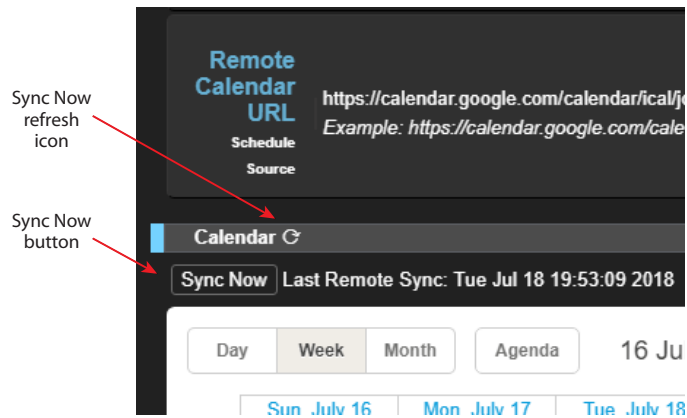 Remote
Calendar
URL
Schedule
Source
https://calendar.google.com/calendar/ical/
Example: https://calendar.google.com/cale
Sync Now
refresh
icon
Sync Now
button
Calendar
Sync Now Last Remote Sync: Tue Jul 18 19:53:09 2018
Day Week Month Agenda 16 Ju
Sun, July 16 Mon, July 17 Tue, July 18